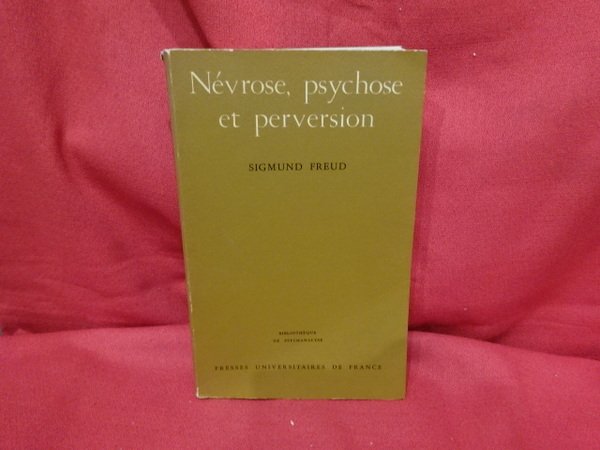 Névrose, psychose
et perversion
SIGMUND FREUD
BIBLIOTHÈQUE
DE PSYCHANALYSE
PRESSES UNIVERSITAIRES DE FRANCE